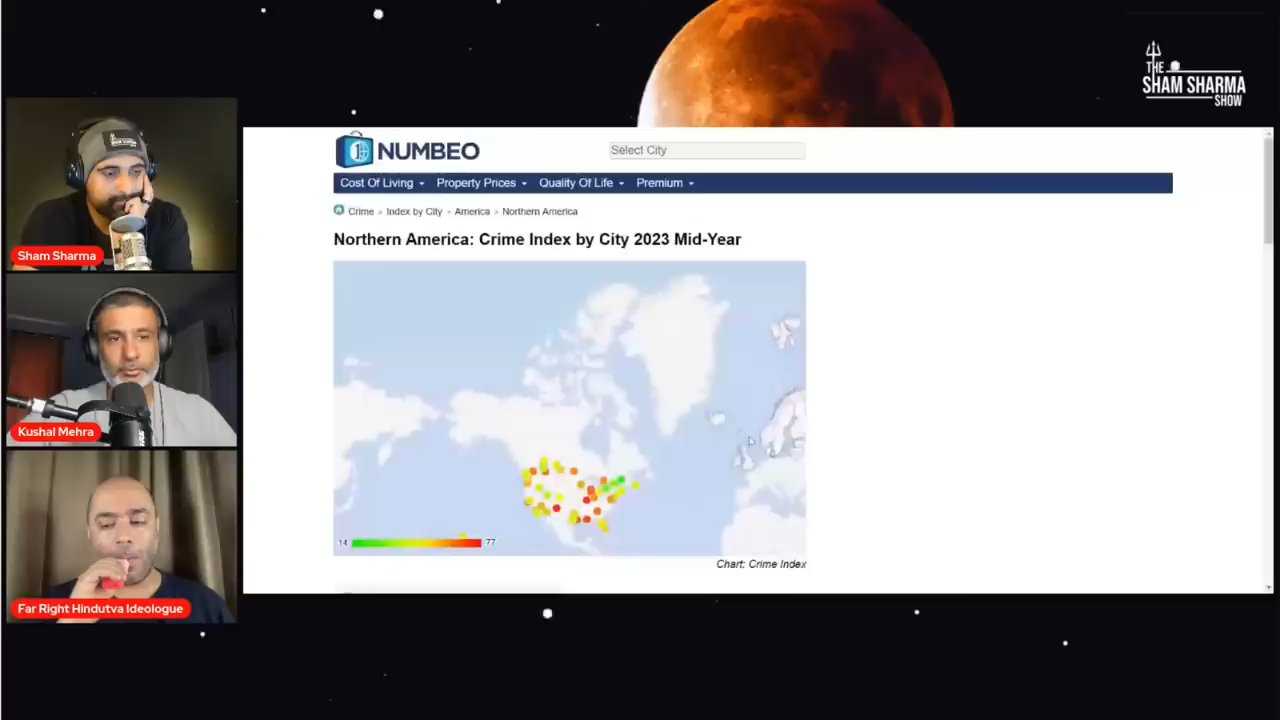 THE
SHAM SHARMA
SHOW
NUMBEO
Select City
Cost Of Living
Property Prices
Quality Of Life
Premium
Crime > Index by City > America > Northern America
Northern America: Crime Index by City 2023 Mid-Year
14
77
Chart: Crime Index
Sham Sharma
Kushal Mehra
Far Right Hindutva Ideologue